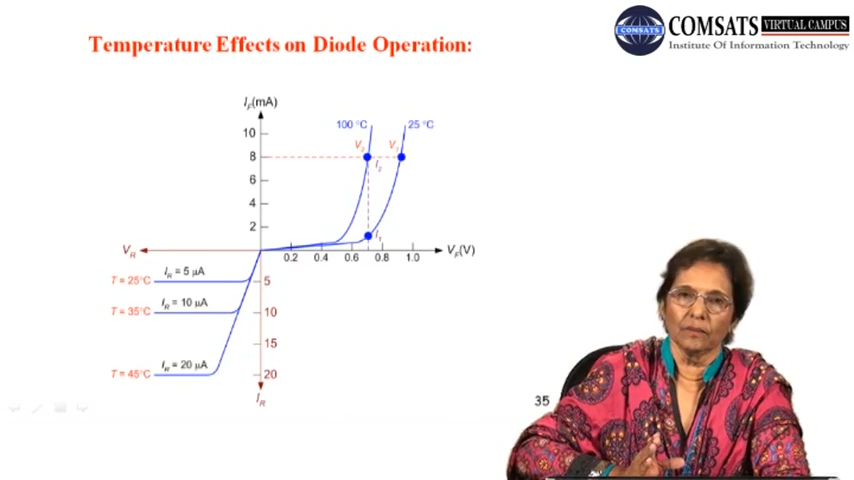 COMSATS VIRTUAL CAMPUS
COMSATS
Institute Of Information Technology
Temperature Effects on Diode Operation:
I_F(mA)
100 °C
25 °C
10
V_2
V_1
8
I_2
6
4
2
I_1
V_R
V_F(V)
0.2 0.4 0.6 0.8 1.0
T = 25°C
I_R = 5 μA
5
T = 35°C
I_R = 10 μA
10
15
T = 45°C
I_R = 20 μA
20
I_R
35